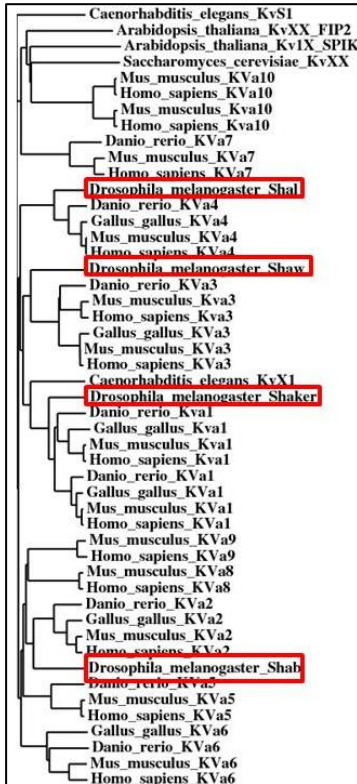 Caenorhabditis_elegans_KvS1
Arabidopsis_thaliana_KvXX_FIP2
Arabidopsis_thaliana_Kv1X_SPIK
Saccharomyces_cerevisiae_KvXX
Mus_musculus_KVa10
Homo_sapiens_KVa10
Mus_musculus_KVa10
Homo_sapiens_Kva10
Danio_rerio_KVa7
Mus_musculus_KVa7
Homo_sapiens_KVa7
Drosophila_melanogaster_Shal
Danio_rerio_KVa4
Gallus_gallus_KVa4
Mus_musculus_KVa4
Homo_sapiens_KVa4
Drosophila_melanogaster_Shaw
Danio_rerio_KVa3
Mus_musculus_KVa3
Homo_sapiens_KVa3
Gallus_gallus_KVa3
Mus_musculus_KVa3
Homo_sapiens_KVa3
Caenorhabditis_elegans_KvX1
Drosophila_melanogaster_Shaker
Danio_rerio_Kva1
Gallus_gallus_Kva1
Mus_musculus_Kva1
Homo_sapiens_Kva1
Danio_rerio_KVa1
Gallus_gallus_KVa1
Mus_musculus_KVa1
Homo_sapiens_KVa1
Mus_musculus_KVa9
Homo_sapiens_KVa9
Mus_musculus_KVa8
Homo_sapiens_KVa8
Danio_rerio_KVa2
Gallus_gallus_KVa2
Mus_musculus_KVa2
Homo_sapiens_KVa2
Drosophila_melanogaster_Shab
Danio_rerio_KVa5
Mus_musculus_KVa5
Homo_sapiens_KVa5
Gallus_gallus_KVa6
Danio_rerio_KVa6
Mus_musculus_KVa6
Homo_sapiens_KVa6